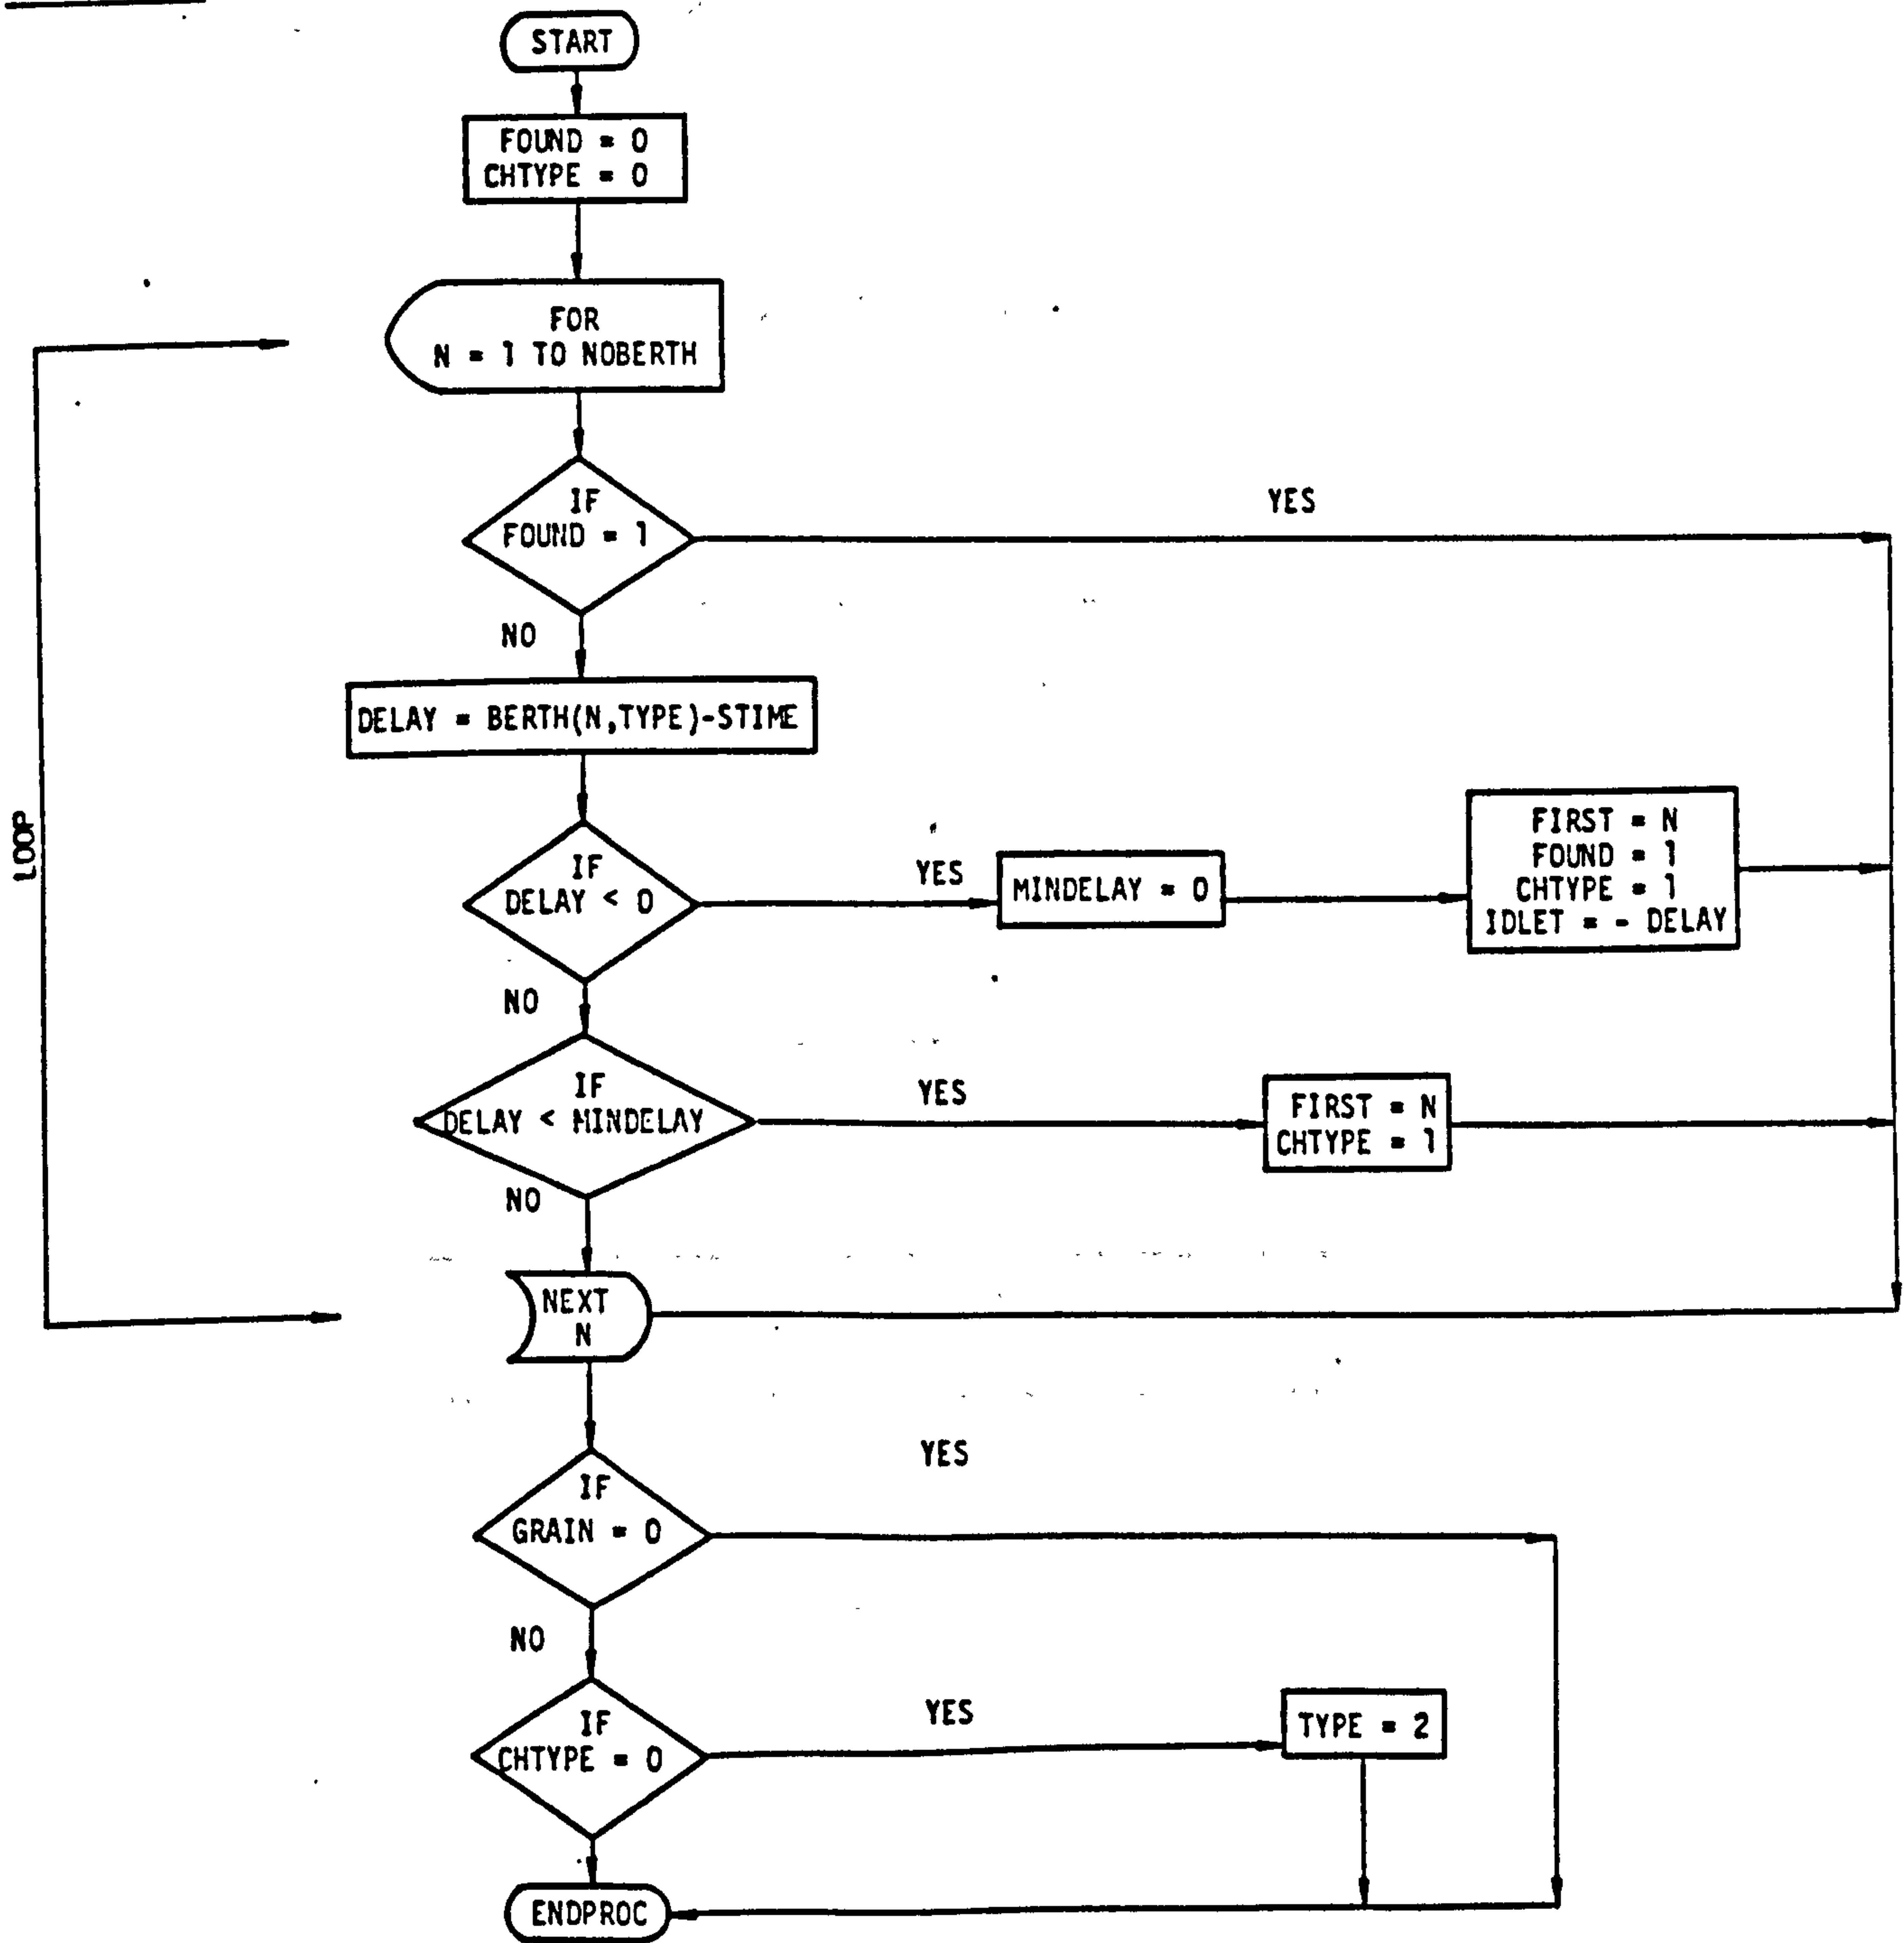 START
FOUND = 0
CHTYPE = 0
FOR
N = 1 TO NOBERTH
IF
FOUND = 1
YES
NO
DELAY = BERTH(N,TYPE)-STIME
LOOP
IF
DELAY < 0
YES
MINDELAY = 0
FIRST = N
FOUND = 1
CHTYPE = 1
IDLET = - DELAY
NO
IF
DELAY < MINDELAY
YES
FIRST = N
CHTYPE = 1
NO
NEXT
N
IF
GRAIN = 0
YES
NO
IF
CHTYPE = 0
YES
TYPE = 2
ENDPROC